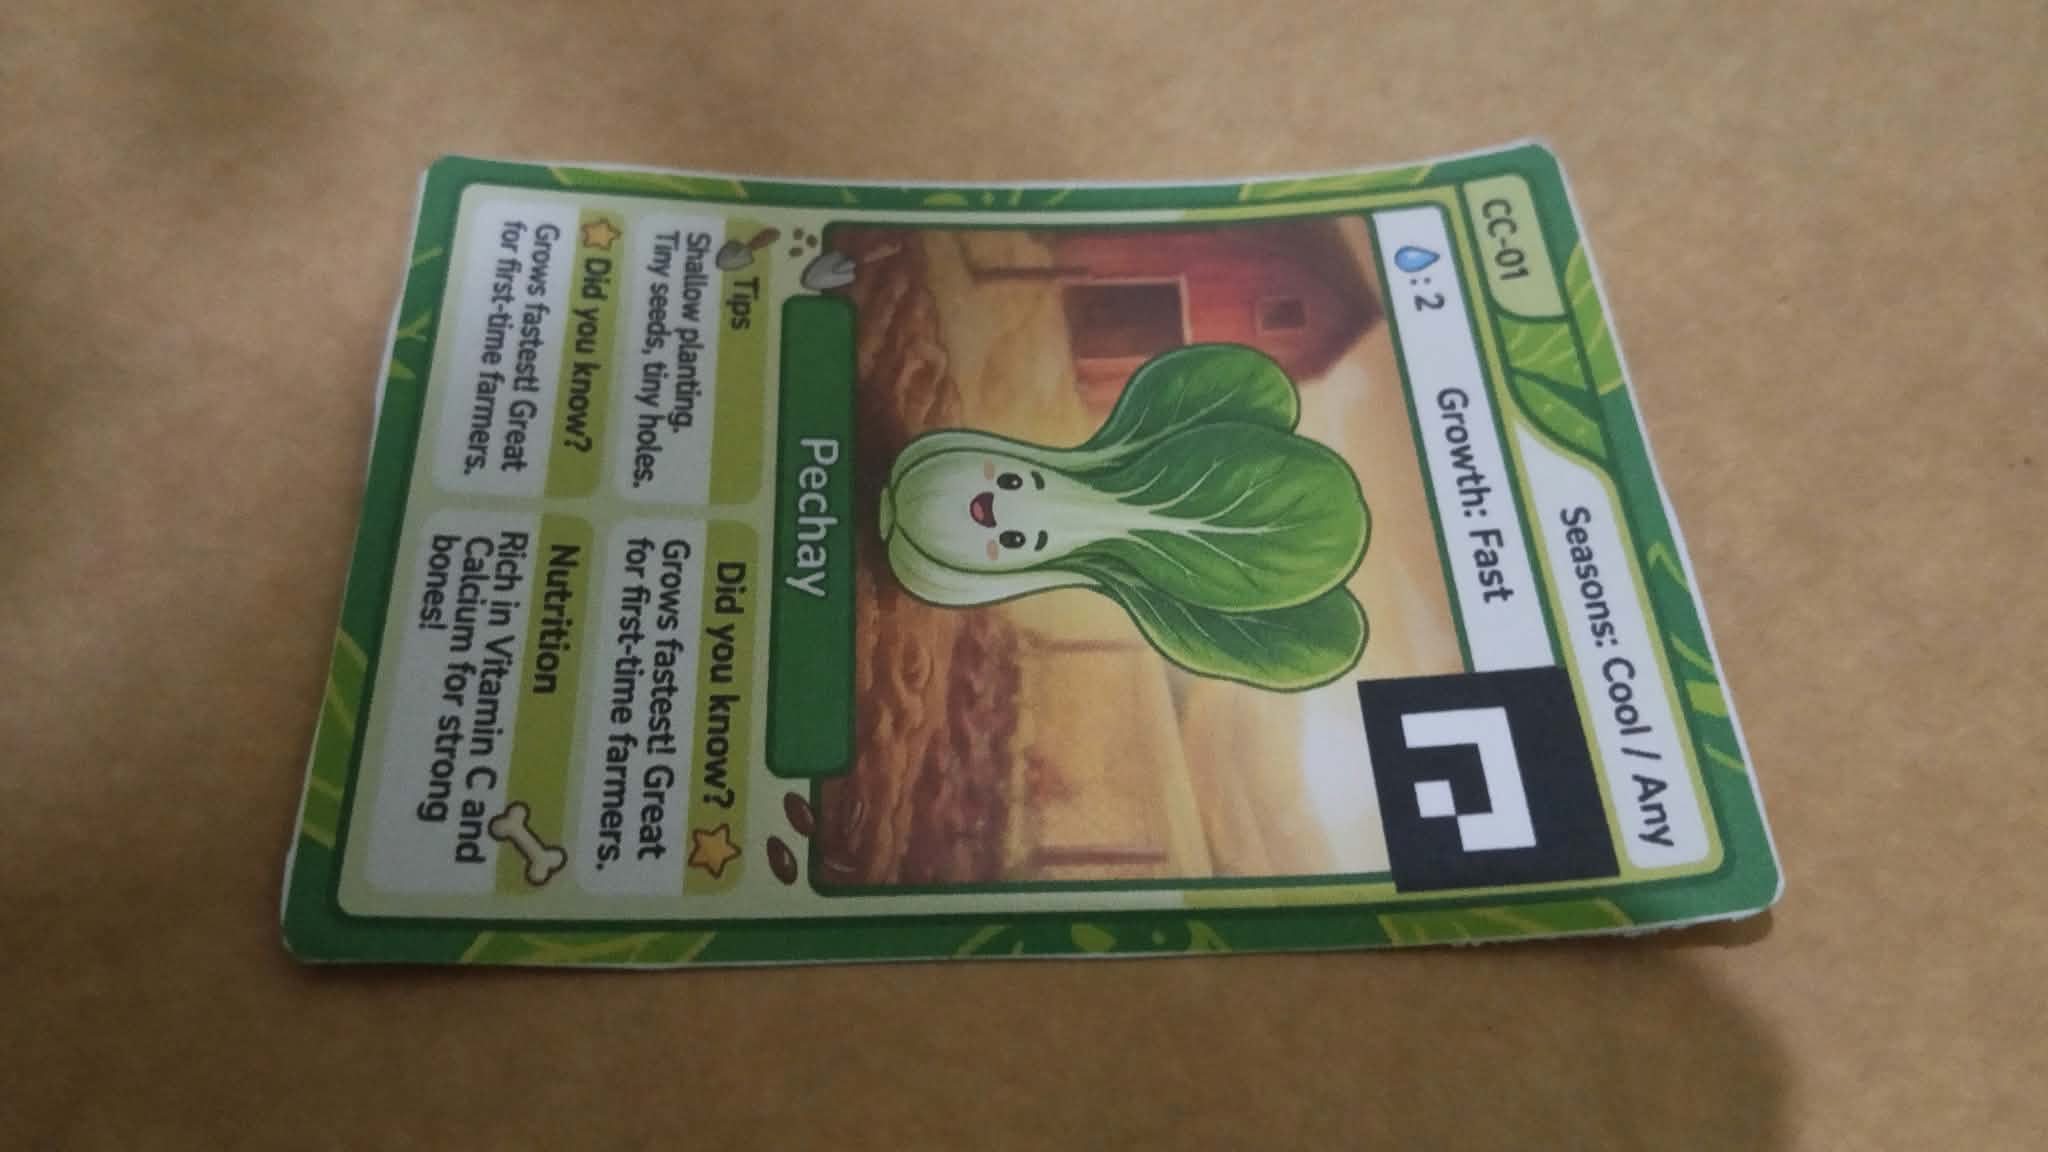 CC-01
Seasons: Cool / Any
: 2
Growth: Fast
Pechay
Tips
Shallow planting.
Tiny seeds, tiny holes.
Did you know?
Grows fastest! Great
for first-time farmers.
Did you know?
Grows fastest! Great
for first-time farmers.
Nutrition
Rich in Vitamin C and
Calcium for strong
bones!